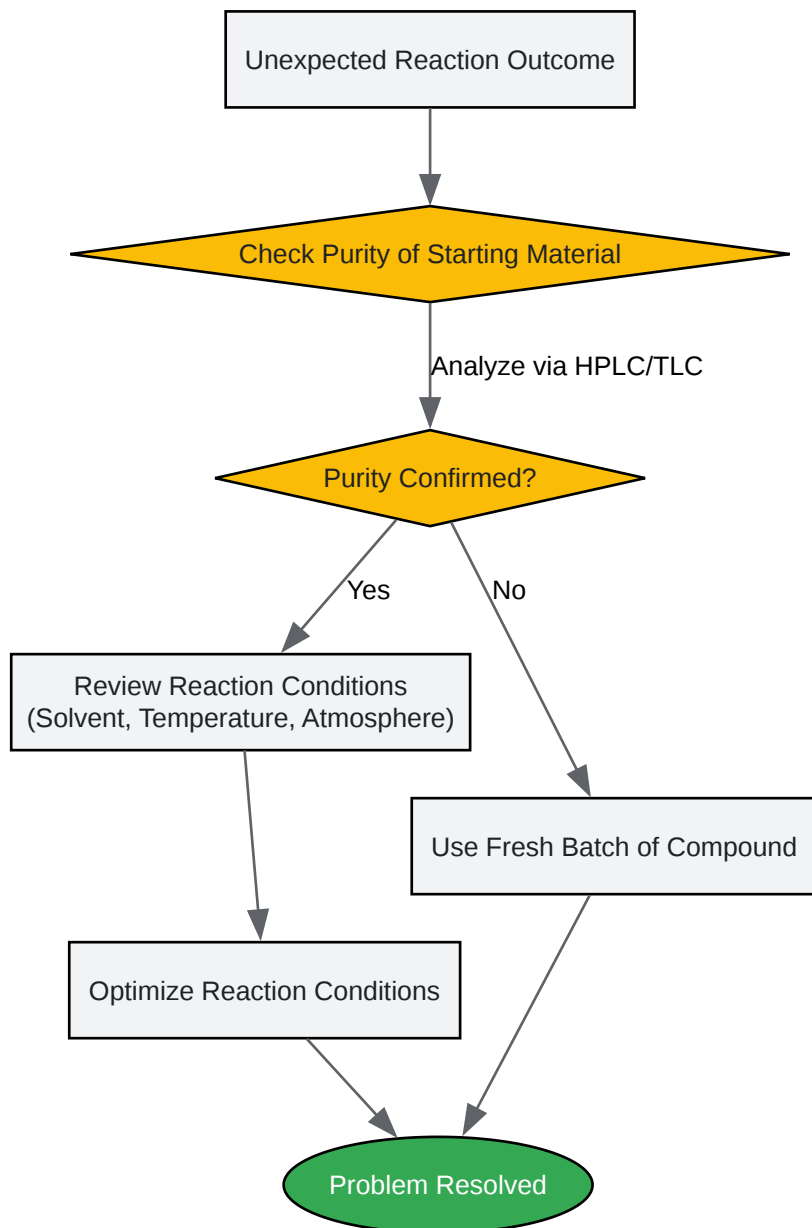 Unexpected Reaction Outcome
Check Purity of Starting Material
Analyze via HPLC/TLC
Purity Confirmed?
Yes
No
Review Reaction Conditions
(Solvent, Temperature, Atmosphere)
Use Fresh Batch of Compound
Optimize Reaction Conditions
Problem Resolved